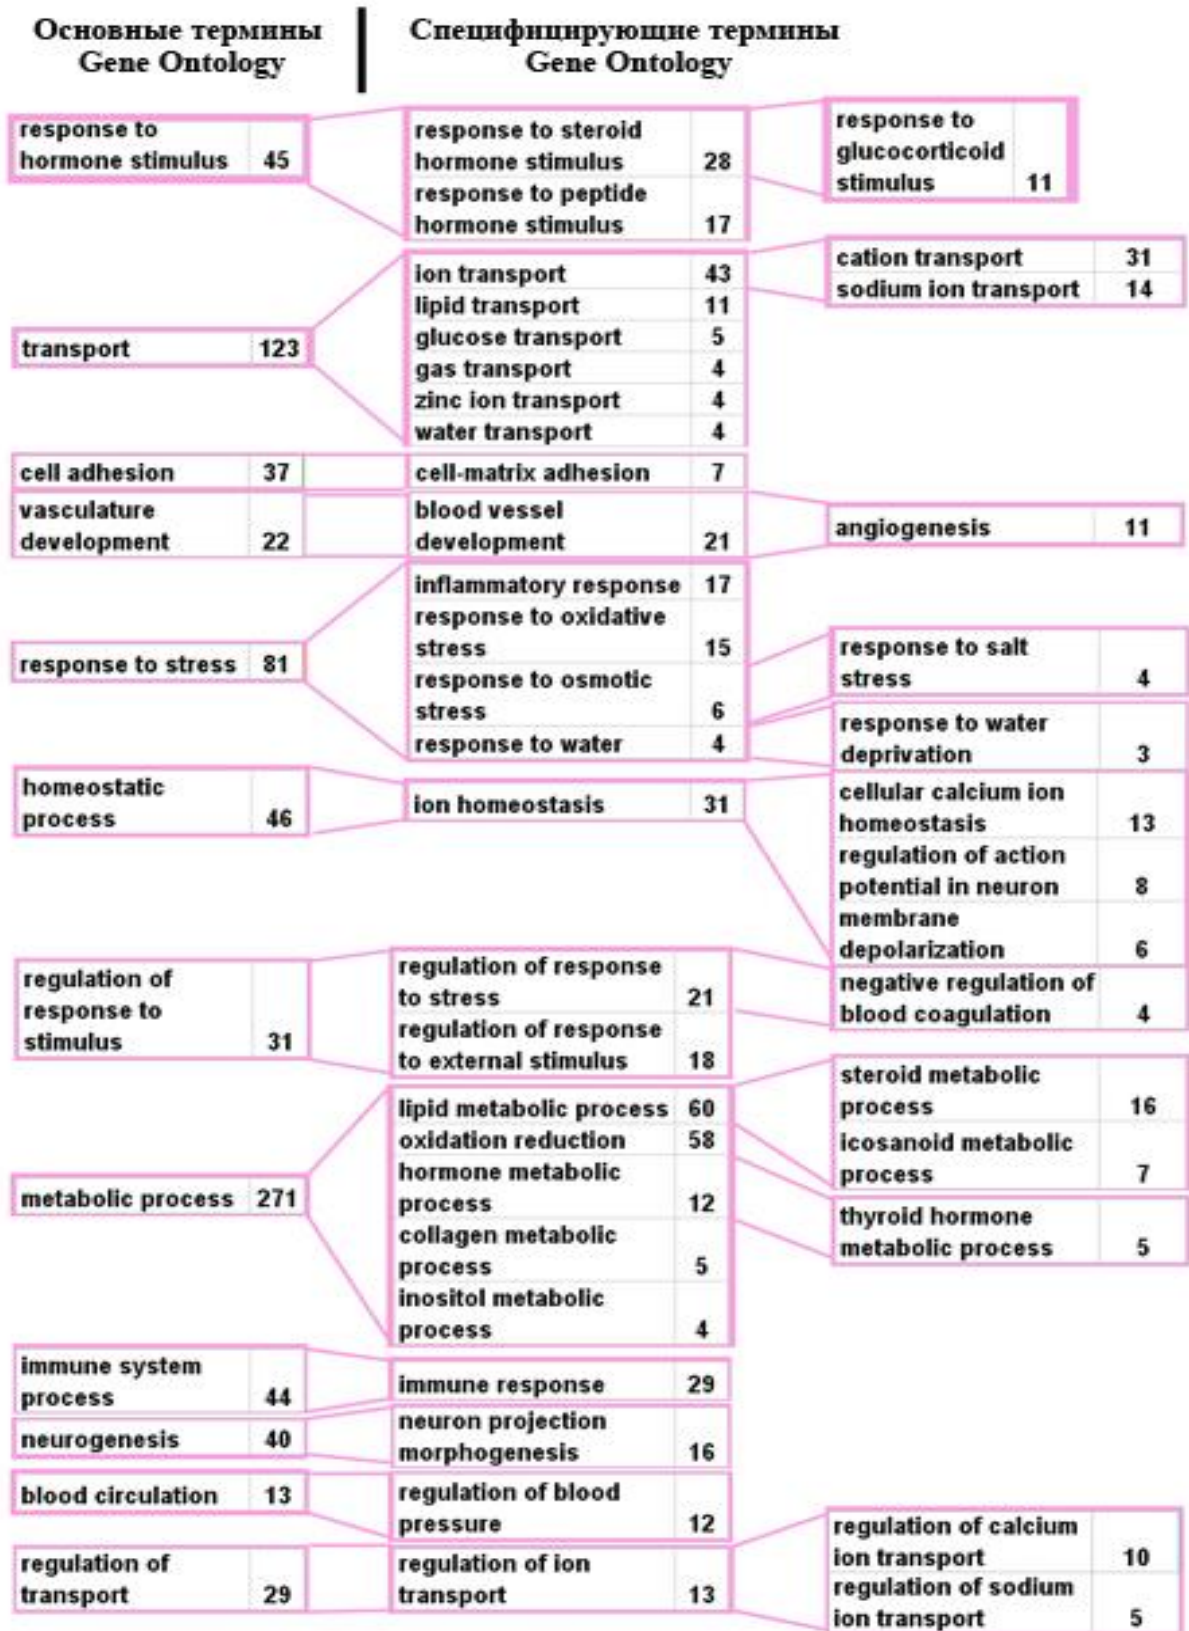 Основные термины
Gene Ontology
Специфицирующие термины
Gene Ontology
response to
hormone stimulus 45
response to steroid
hormone stimulus 28
response to peptide
hormone stimulus 17
response to
glucocorticoid
stimulus 11
transport 123
ion transport 43
lipid transport 11
glucose transport 5
gas transport 4
zinc ion transport 4
water transport 4
cation transport 31
sodium ion transport 14
cell adhesion 37
cell-matrix adhesion 7
vasculature
development 22
blood vessel
development 21
angiogenesis 11
response to stress 81
inflammatory response 17
response to oxidative
stress 15
response to osmotic
stress 6
response to water 4
response to salt
stress 4
response to water
deprivation 3
homeostatic
process 46
ion homeostasis 31
cellular calcium ion
homeostasis 13
regulation of action
potential in neuron 8
membrane
depolarization 6
regulation of
response to
stimulus 31
regulation of response
to stress 21
regulation of response
to external stimulus 18
negative regulation of
blood coagulation 4
metabolic process 271
lipid metabolic process 60
oxidation reduction 58
hormone metabolic
process 12
collagen metabolic
process 5
inositol metabolic
process 4
steroid metabolic
process 16
icosanoid metabolic
process 7
thyroid hormone
metabolic process 5
immune system
process 44
immune response 29
neurogenesis 40
neuron projection
morphogenesis 16
blood circulation 13
regulation of blood
pressure 12
regulation of
transport 29
regulation of ion
transport 13
regulation of calcium
ion transport 10
regulation of sodium
ion transport 5